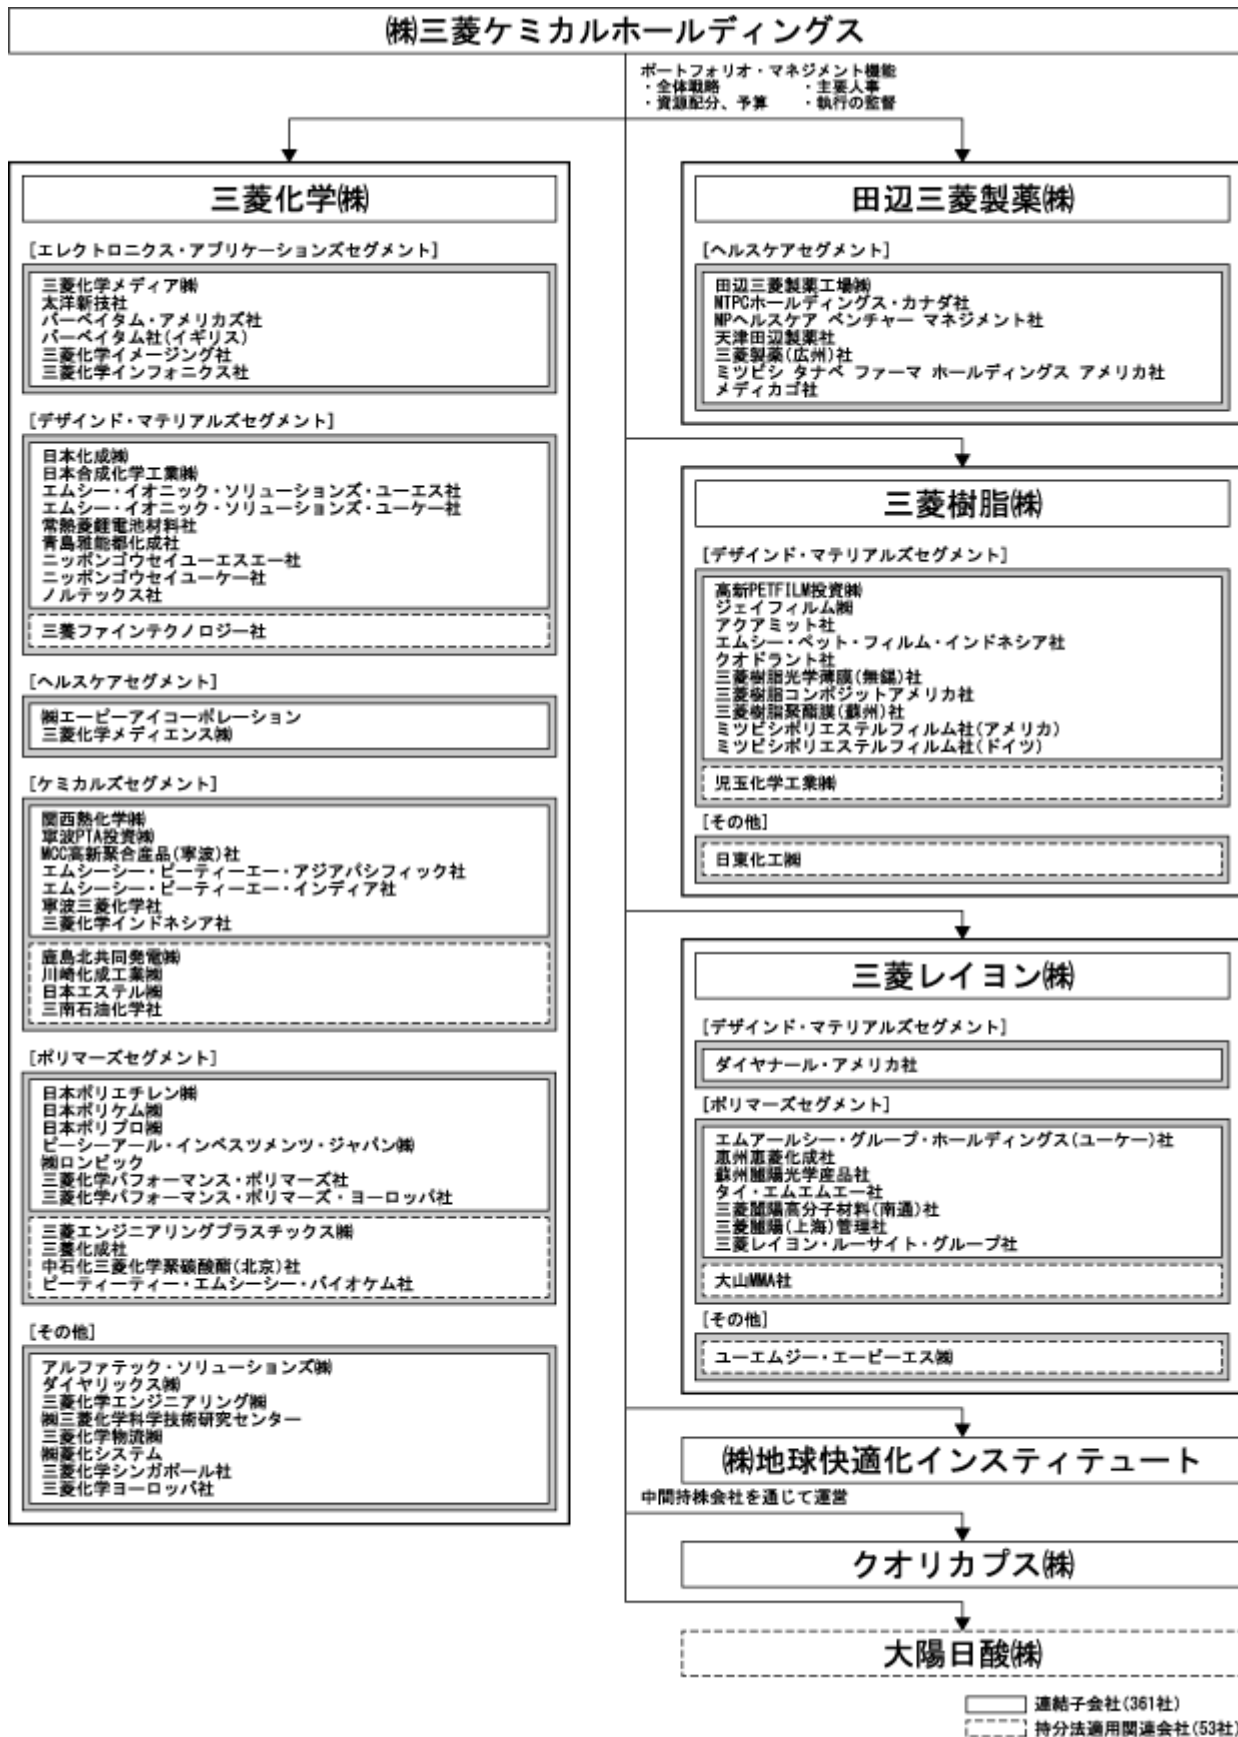 ㈱三菱ケミカルホールディングス
ポートフォリオ・マネジメント機能
・全体戦略 ・主要人事
・資源配分、予算 ・執行の監督
三菱化学㈱
[エレクトロニクス・アプリケーションズセグメント]
三菱化学メディア㈱
太洋新技社
バーベイタム・アメリカズ社
バーベイタム社(イギリス)
三菱化学イメージング社
三菱化学インフォニクス社
[デザインド・マテリアルズセグメント]
日本化成㈱
日本合成化学工業㈱
エムシー・イオニック・ソリューションズ・ユーエス社
エムシー・イオニック・ソリューションズ・ユーケー社
常熟菱鋰電池材料社
青島雅能都化成社
ニッポンゴウセイユーエスエー社
ニッポンゴウセイユーケー社
ノルテックス社
三養ファインテクノロジー社
[ヘルスケアセグメント]
㈱エーピーアイコーポレーション
三菱化学メディエンス㈱
[ケミカルズセグメント]
関西熱化学㈱
寧波PTA投資㈱
MCC高新聚合産品(寧波)社
エムシーシー・ピーティーエー・アジアパシフィック社
エムシーシー・ピーティーエー・インディア社
寧波三菱化学社
三菱化学インドネシア社
鹿島北共同発電㈱
川崎化成工業㈱
日本エステル㈱
三南石油化学社
[ポリマーズセグメント]
日本ポリエチレン㈱
日本ポリケム㈱
日本ポリプロ㈱
ピーシーアール・インベスツメンツ・ジャパン㈱
㈱ロンビック
三菱化学パフォーマンス・ポリマーズ社
三菱化学パフォーマンス・ポリマーズ・ヨーロッパ社
三菱エンジニアリングプラスチックス㈱
三養化成社
中石化三菱化学聚碳酸酯(北京)社
ピーティーティー・エムシーシー・バイオケム社
[その他]
アルファテック・ソリューションズ㈱
ダイヤリックス㈱
三菱化学エンジニアリング㈱
㈱三菱化学科学技術研究センター
三菱化学物流㈱
㈱菱化システム
三菱化学シンガポール社
三菱化学ヨーロッパ社
田辺三菱製薬㈱
[ヘルスケアセグメント]
田辺三菱製薬工場㈱
MTPCホールディングス・カナダ社
MPヘルスケア ベンチャー マネジメント社
天津田辺製薬社
三菱製薬(広州)社
ミツビシ タナベ ファーマ ホールディングス アメリカ社
メディカゴ社
三菱樹脂㈱
[デザインド・マテリアルズセグメント]
高新PETFILM投資㈱
ジェイフィルム㈱
アクアミット社
エムシー・ペット・フィルム・インドネシア社
クオドラント社
三菱樹脂光学薄膜(無錫)社
三菱樹脂コンポジットアメリカ社
三菱樹脂聚酯膜(蘇州)社
ミツビシポリエステルフィルム社(アメリカ)
ミツビシポリエステルフィルム社(ドイツ)
児玉化学工業㈱
[その他]
日東化工㈱
三菱レイヨン㈱
[デザインド・マテリアルズセグメント]
ダイヤナール・アメリカ社
[ポリマーズセグメント]
エムアールシー・グループ・ホールディングス(ユーケー)社
恵州恵菱化成社
蘇州麗陽光学産品社
タイ・エムエムエー社
三菱麗陽高分子材料(南通)社
三菱麗陽(上海)管理社
三菱レイヨン・ルーサイト・グループ社
大山MMA社
[その他]
ユーエムジー・エービーエス㈱
㈱地球快適化インスティテュート
中間持株会社を通じて運営
クオリカプス㈱
大陽日酸㈱
連結子会社(361社)
持分法適用関連会社(53社)